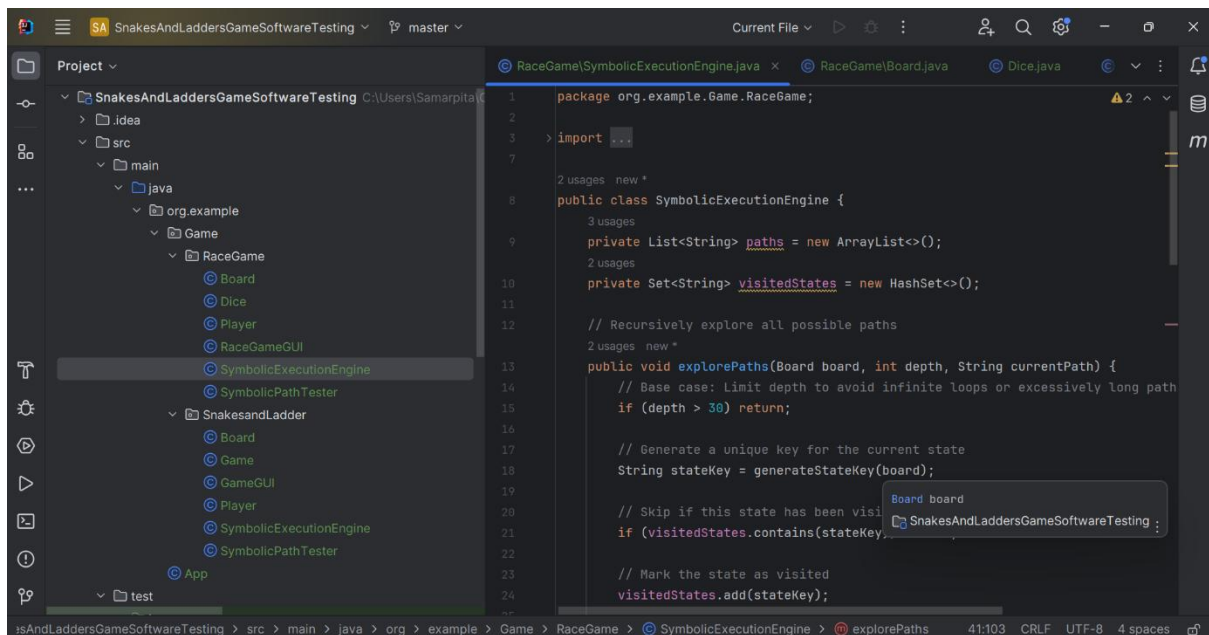 SA SnakesAndLaddersGameSoftwareTesting master Current File
Project
SnakesAndLaddersGameSoftwareTesting C:\Users\Samarpita\
.idea
src
main
java
org.example
Game
RaceGame
Board
Dice
Player
RaceGameGUI
SymbolicExecutionEngine
SymbolicPathTester
SnakesandLadder
Board
Game
GameGUI
Player
SymbolicExecutionEngine
SymbolicPathTester
App
test
RaceGame\SymbolicExecutionEngine.java RaceGame\Board.java Dice.java
2
1 package org.example.Game.RaceGame;
2
3 import ...
7
2 usages new *
8 public class SymbolicExecutionEngine {
3 usages
9 private List<String> paths = new ArrayList<>();
2 usages
10 private Set<String> visitedStates = new HashSet<>();
11
12 // Recursively explore all possible paths
2 usages new *
13 public void explorePaths(Board board, int depth, String currentPath) {
14 // Base case: Limit depth to avoid infinite loops or excessively long path
15 if (depth > 30) return;
16
17 // Generate a unique key for the current state
18 String stateKey = generateStateKey(board);
19
20 // Skip if this state has been visi
21 if (visitedStates.contains(stateKey)
22
23 // Mark the state as visited
24 visitedStates.add(stateKey);
Board board
SnakesAndLaddersGameSoftwareTesting
m
esAndLaddersGameSoftwareTesting > src > main > java > org > example > Game > RaceGame > SymbolicExecutionEngine > explorePaths 41:103 CRLF UTF-8 4 spaces